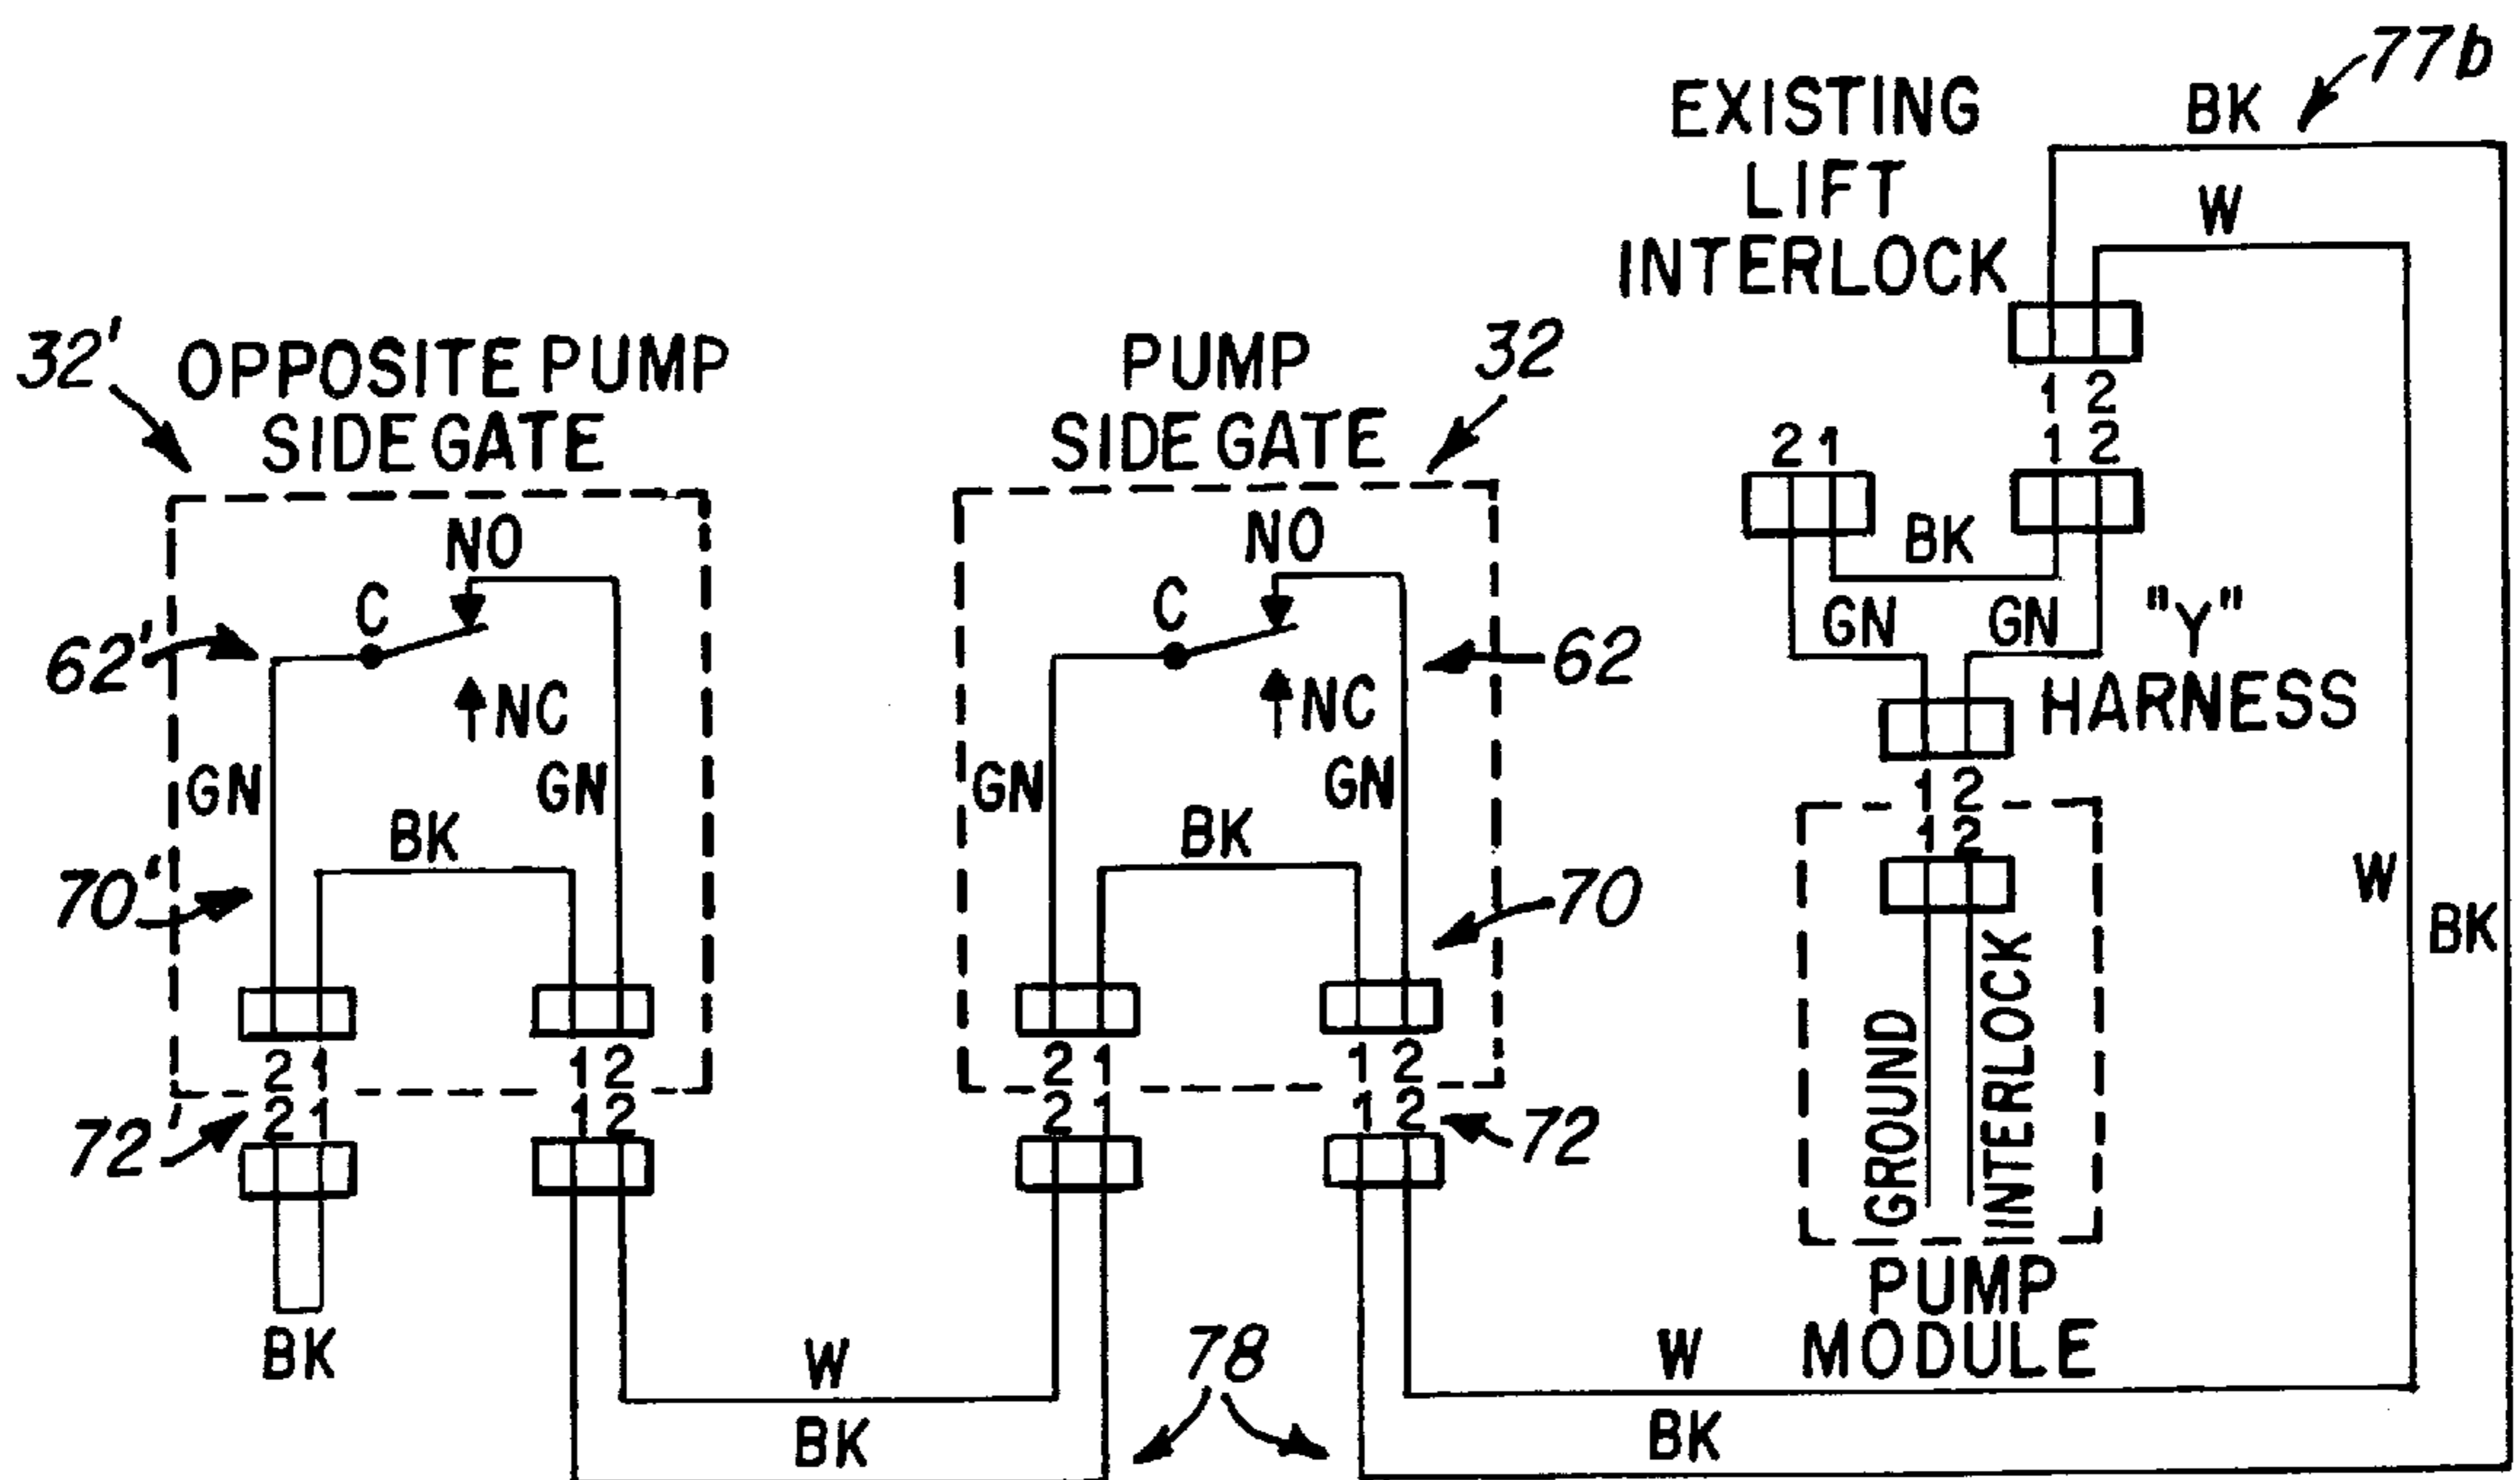 77b
BK
EXISTING
LIFT
INTERLOCK
W
1 2
1 2
2 1
BK
GN
GN
"Y"
HARNESS
1 2
1 2
GROUND
INTERLOCK
PUMP
MODULE
W
BK
32'
OPPOSITE PUMP
SIDE GATE
NO
C
62'
NC
GN
GN
BK
70'
2 1
1 2
72'
2 1
1 2
BK
W
BK
PUMP
SIDE GATE
32
NO
C
62
NC
GN
GN
BK
70
2 1
1 2
2 1
1 2
72
78
W
BK